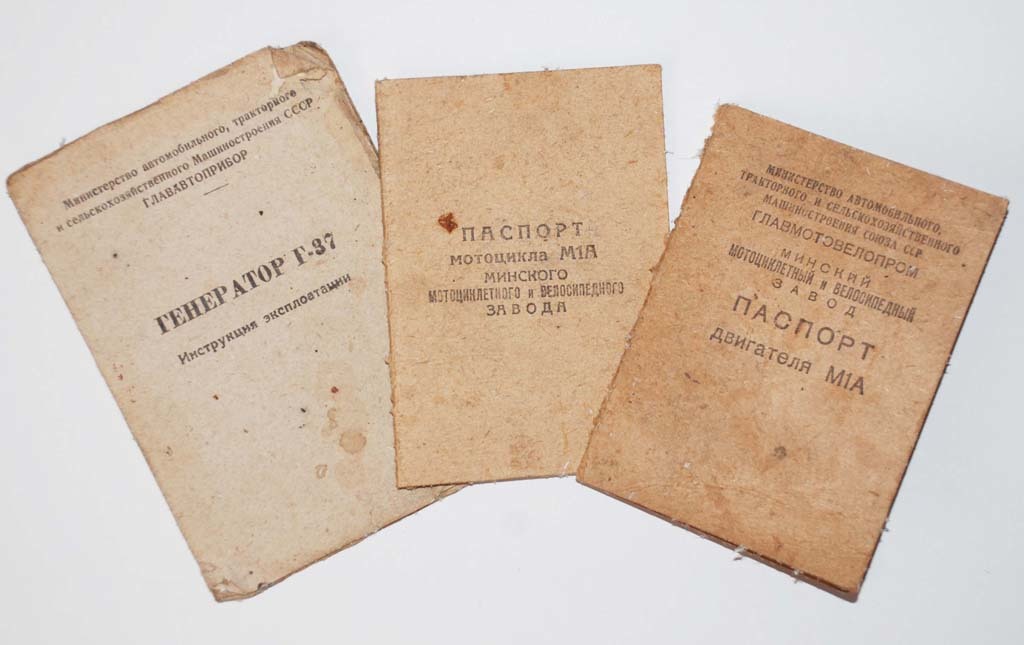 Министерство автомобильного, тракторного
и сельскохозяйственного Машиностроения СССР
ГЛАВАВТОПРИБОР
ГЕНЕРАТОР Г-37
Инструкция эксплоатации
ПАСПОРТ
мотоцикла М1А
МИНСКОГО
МОТОЦИКЛЕТНОГО и ВЕЛОСИПЕДНОГО
ЗАВОДА
МИНИСТЕРСТВО АВТОМОБИЛЬНОГО,
ТРАКТОРНОГО И СЕЛЬСКОХОЗЯЙСТВЕННОГО
МАШИНОСТРОЕНИЯ СОЮЗА ССР
ГЛАВМОТОВЕЛОПРОМ
МИНСКИЙ
МОТОЦИКЛЕТНЫЙ И ВЕЛОСИПЕДНЫЙ
ЗАВОД
ПАСПОРТ
двигателя М1А